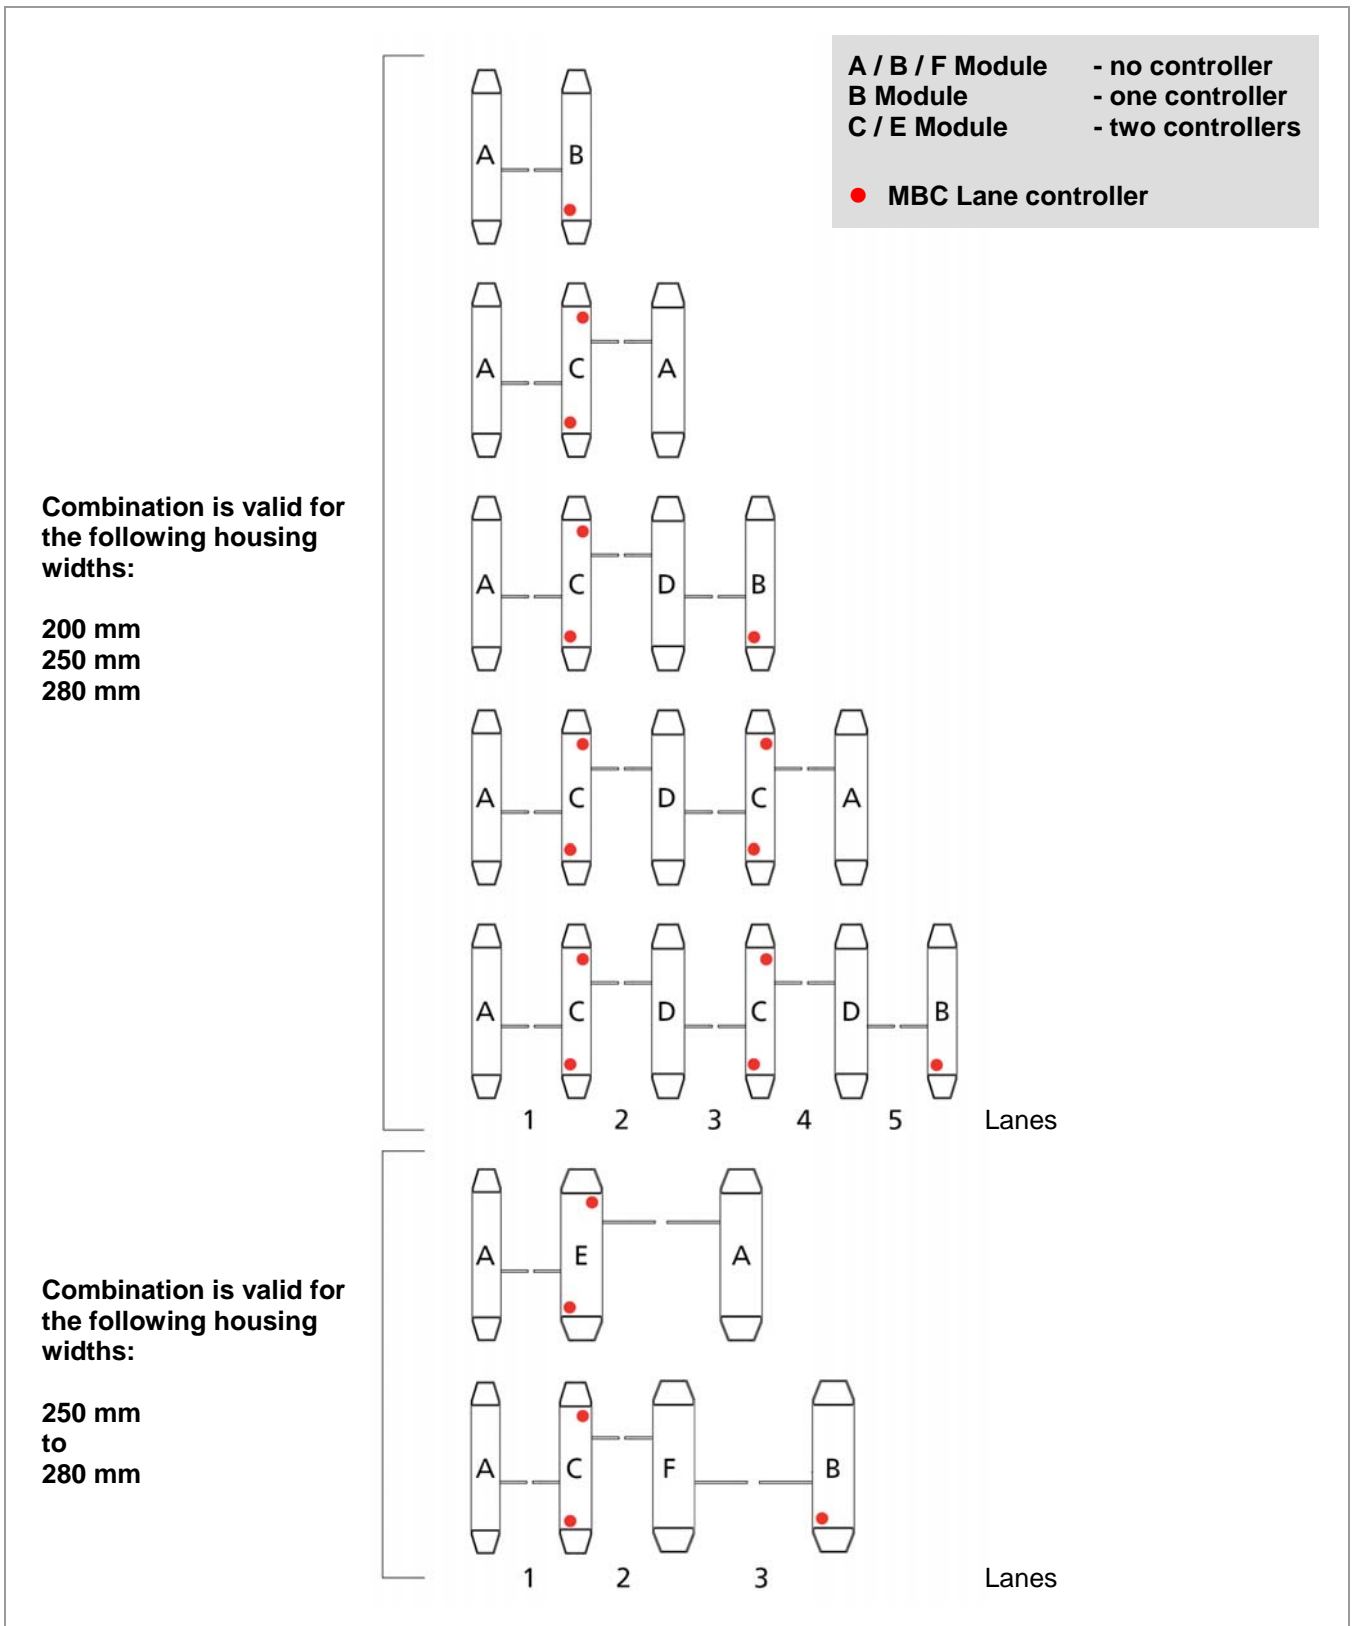 A / B / F Module - no controller
B Module - one controller
C / E Module - two controllers
● MBC Lane controller
A B
A C A
Combination is valid for
the following housing
widths:
200 mm
250 mm
280 mm
A C D B
A C D C A
A C D C D B
1 2 3 4 5 Lanes
A E A
Combination is valid for
the following housing
widths:
250 mm
to
280 mm
A C F B
1 2 3 Lanes